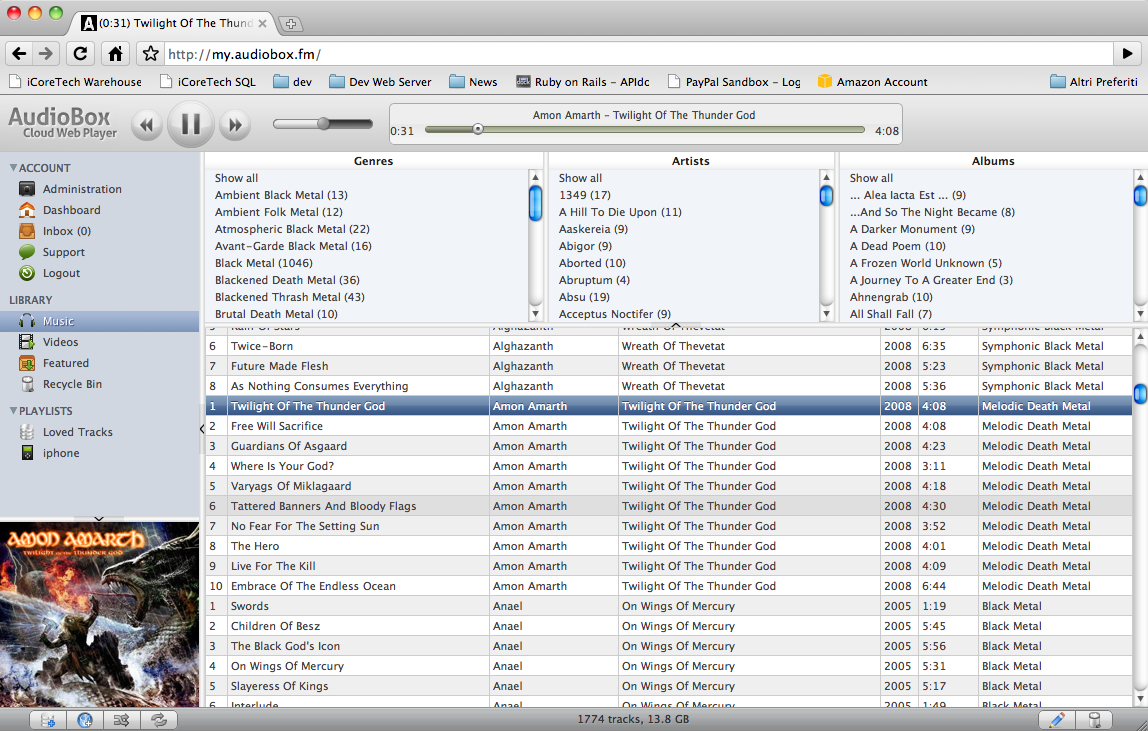 (0:31) Twilight Of The Thund
http://my.audiobox.fm/
iCoreTech Warehouse iCoreTech SQL dev Dev Web Server News Ruby on Rails - APIdc PayPal Sandbox - Log Amazon Account Altri Preferiti
AudioBox
Cloud Web Player
Amon Amarth - Twilight Of The Thunder God
0:31 4:08
ACCOUNT
Administration
Dashboard
Inbox (0)
Support
Logout
LIBRARY
Music
Videos
Featured
Recycle Bin
PLAYLISTS
Loved Tracks
iphone
AMON AMARTH
TWILIGHT OF THE THUNDER GOD
Genres
Show all
Ambient Black Metal (13)
Ambient Folk Metal (12)
Atmospheric Black Metal (22)
Avant-Garde Black Metal (16)
Black Metal (1046)
Blackened Death Metal (36)
Blackened Thrash Metal (43)
Brutal Death Metal (10)
Artists
Show all
1349 (17)
A Hill To Die Upon (11)
Aaskereia (9)
Abigor (9)
Aborted (10)
Abruptum (4)
Absu (19)
Acceptus Noctifer (9)
Albums
Show all
... Alea Iacta Est ... (9)
...And So The Night Became (8)
A Darker Monument (9)
A Dead Poem (10)
A Frozen World Unknown (5)
A Journey To A Greater End (3)
Ahnengrab (10)
All Shall Fall (7)
5 Rain Of Stars Alghazanth Wreath Of Thevetat 2008 6:15 Symphonic Black Metal
6 Twice-Born Alghazanth Wreath Of Thevetat 2008 6:35 Symphonic Black Metal
7 Future Made Flesh Alghazanth Wreath Of Thevetat 2008 5:23 Symphonic Black Metal
8 As Nothing Consumes Everything Alghazanth Wreath Of Thevetat 2008 5:36 Symphonic Black Metal
1 Twilight Of The Thunder God Amon Amarth Twilight Of The Thunder God 2008 4:08 Melodic Death Metal
2 Free Will Sacrifice Amon Amarth Twilight Of The Thunder God 2008 4:08 Melodic Death Metal
3 Guardians Of Asgaard Amon Amarth Twilight Of The Thunder God 2008 4:23 Melodic Death Metal
4 Where Is Your God? Amon Amarth Twilight Of The Thunder God 2008 3:11 Melodic Death Metal
5 Varyags Of Miklagaard Amon Amarth Twilight Of The Thunder God 2008 4:18 Melodic Death Metal
6 Tattered Banners And Bloody Flags Amon Amarth Twilight Of The Thunder God 2008 4:30 Melodic Death Metal
7 No Fear For The Setting Sun Amon Amarth Twilight Of The Thunder God 2008 3:52 Melodic Death Metal
8 The Hero Amon Amarth Twilight Of The Thunder God 2008 4:01 Melodic Death Metal
9 Live For The Kill Amon Amarth Twilight Of The Thunder God 2008 4:09 Melodic Death Metal
10 Embrace Of The Endless Ocean Amon Amarth Twilight Of The Thunder God 2008 6:44 Melodic Death Metal
1 Swords Anael On Wings Of Mercury 2005 1:19 Black Metal
2 Children Of Besz Anael On Wings Of Mercury 2005 5:45 Black Metal
3 The Black God's Icon Anael On Wings Of Mercury 2005 5:56 Black Metal
4 On Wings Of Mercury Anael On Wings Of Mercury 2005 5:31 Black Metal
5 Slayeress Of Kings Anael On Wings Of Mercury 2005 5:17 Black Metal
6 Interlude Anael On Wings Of Mercury 2005 1:49 Black Metal
1774 tracks, 13.8 GB